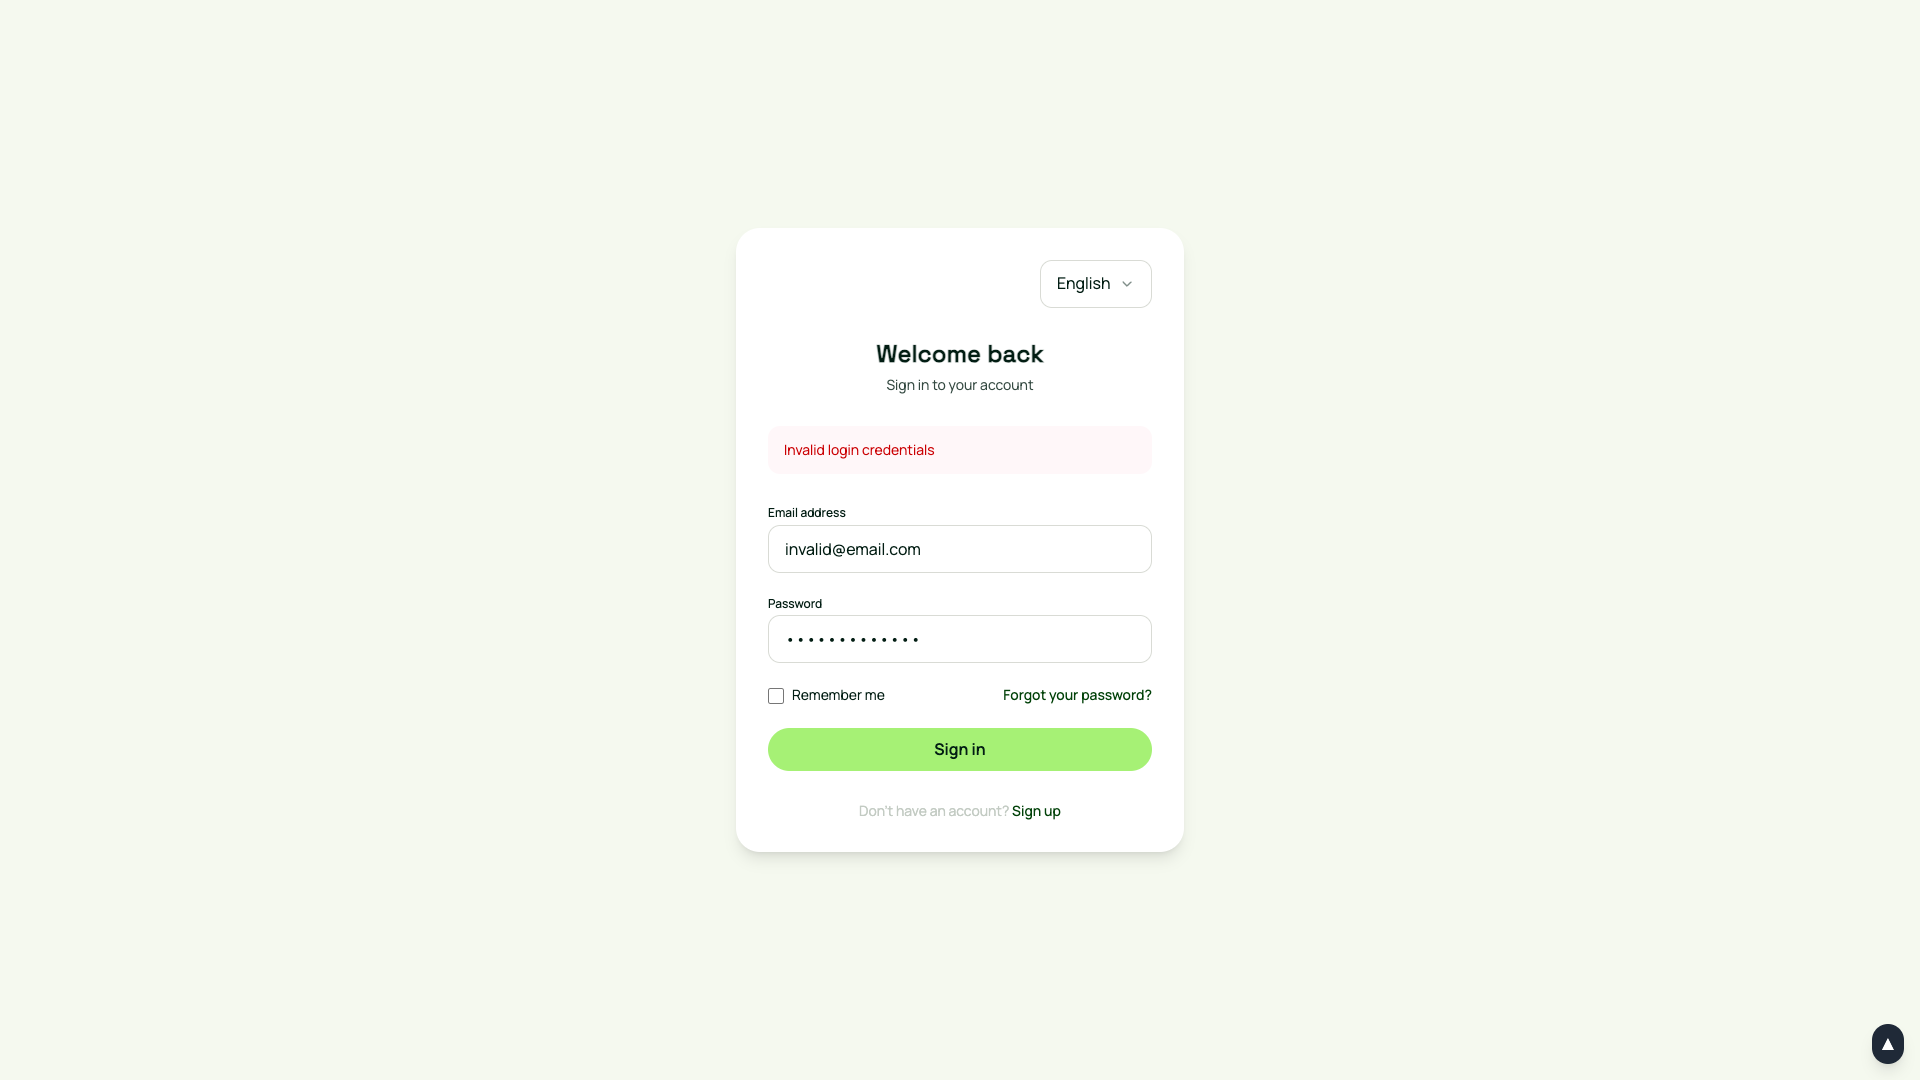 English
Welcome back
Sign in to your account
Invalid login credentials
Email address
invalid@email.com
Password
•••••••••••••
Remember me
Forgot your password?
Sign in
Don't have an account? Sign up